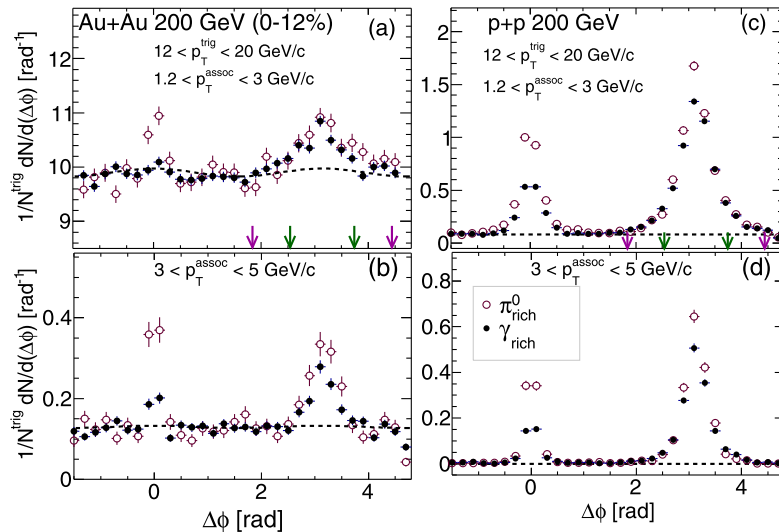 Au+Au 200 GeV (0-12%)
(a)
12 < p_T^trig < 20 GeV/c
1.2 < p_T^assoc < 3 GeV/c
1/N^trig dN/d(Δϕ) [rad⁻¹]
12
11
10
9
p+p 200 GeV
(c)
12 < p_T^trig < 20 GeV/c
1.2 < p_T^assoc < 3 GeV/c
2
1.5
1
0.5
0
(b)
3 < p_T^assoc < 5 GeV/c
1/N^trig dN/d(Δϕ) [rad⁻¹]
0.4
0.2
0
0 2 4
Δϕ [rad]
3 < p_T^assoc < 5 GeV/c
(d)
π⁰_rich
γ_rich
0.8
0.6
0.4
0.2
0
0 2 4
Δϕ [rad]